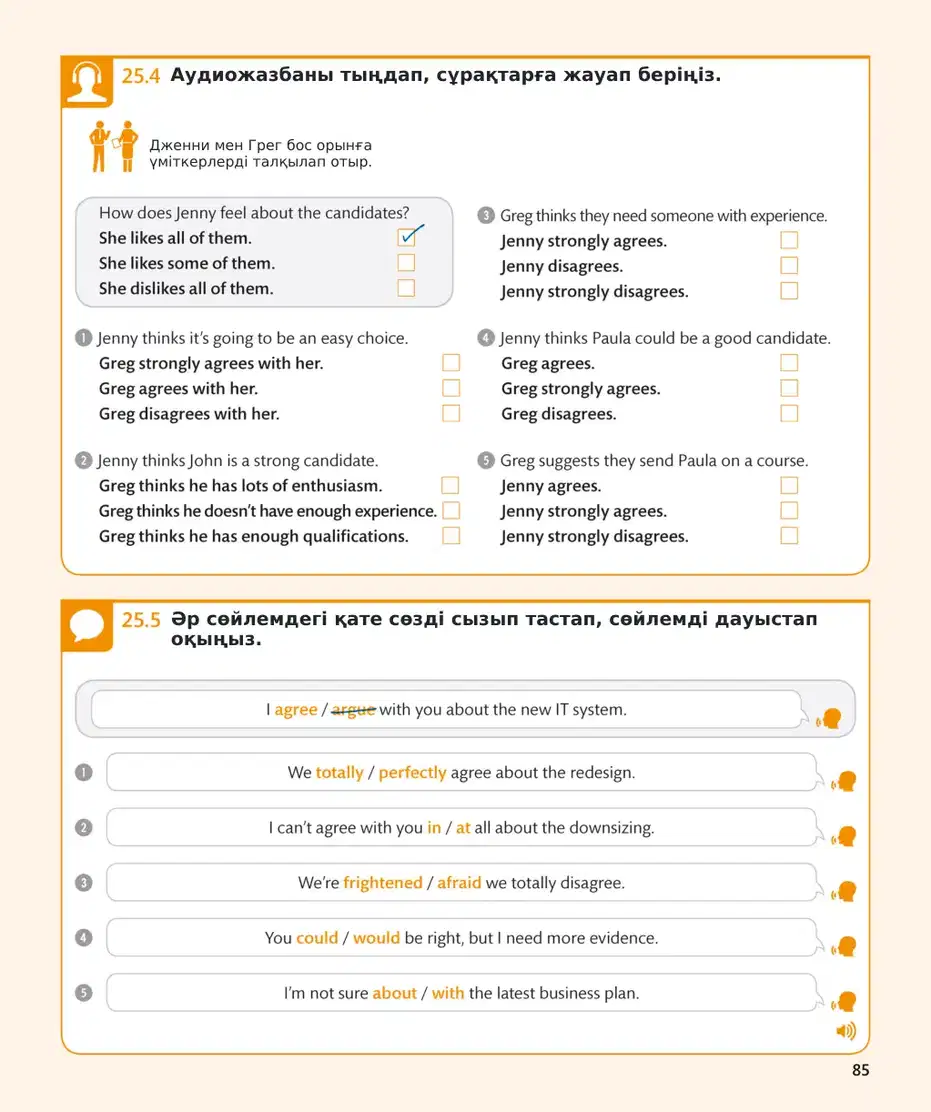 25.4 Аудиожазбаны тыңдап, сұрақтарға жауап беріңіз.
Дженни мен Грег бос орынға
үміткерлерді талқылап отыр.
How does Jenny feel about the candidates?
She likes all of them.
She likes some of them.
She dislikes all of them.
1 Jenny thinks it's going to be an easy choice.
Greg strongly agrees with her.
Greg agrees with her.
Greg disagrees with her.
2 Jenny thinks John is a strong candidate.
Greg thinks he has lots of enthusiasm.
Greg thinks he doesn't have enough experience.
Greg thinks he has enough qualifications.
3 Greg thinks they need someone with experience.
Jenny strongly agrees.
Jenny disagrees.
Jenny strongly disagrees.
4 Jenny thinks Paula could be a good candidate.
Greg agrees.
Greg strongly agrees.
Greg disagrees.
5 Greg suggests they send Paula on a course.
Jenny agrees.
Jenny strongly agrees.
Jenny strongly disagrees.
25.5 Әр сөйлемдегі қате сөзді сызып тастап, сөйлемді дауыстап
оқыңыз.
I agree / argue with you about the new IT system.
1 We totally / perfectly agree about the redesign.
2 I can't agree with you in / at all about the downsizing.
3 We're frightened / afraid we totally disagree.
4 You could / would be right, but I need more evidence.
5 I'm not sure about / with the latest business plan.
85